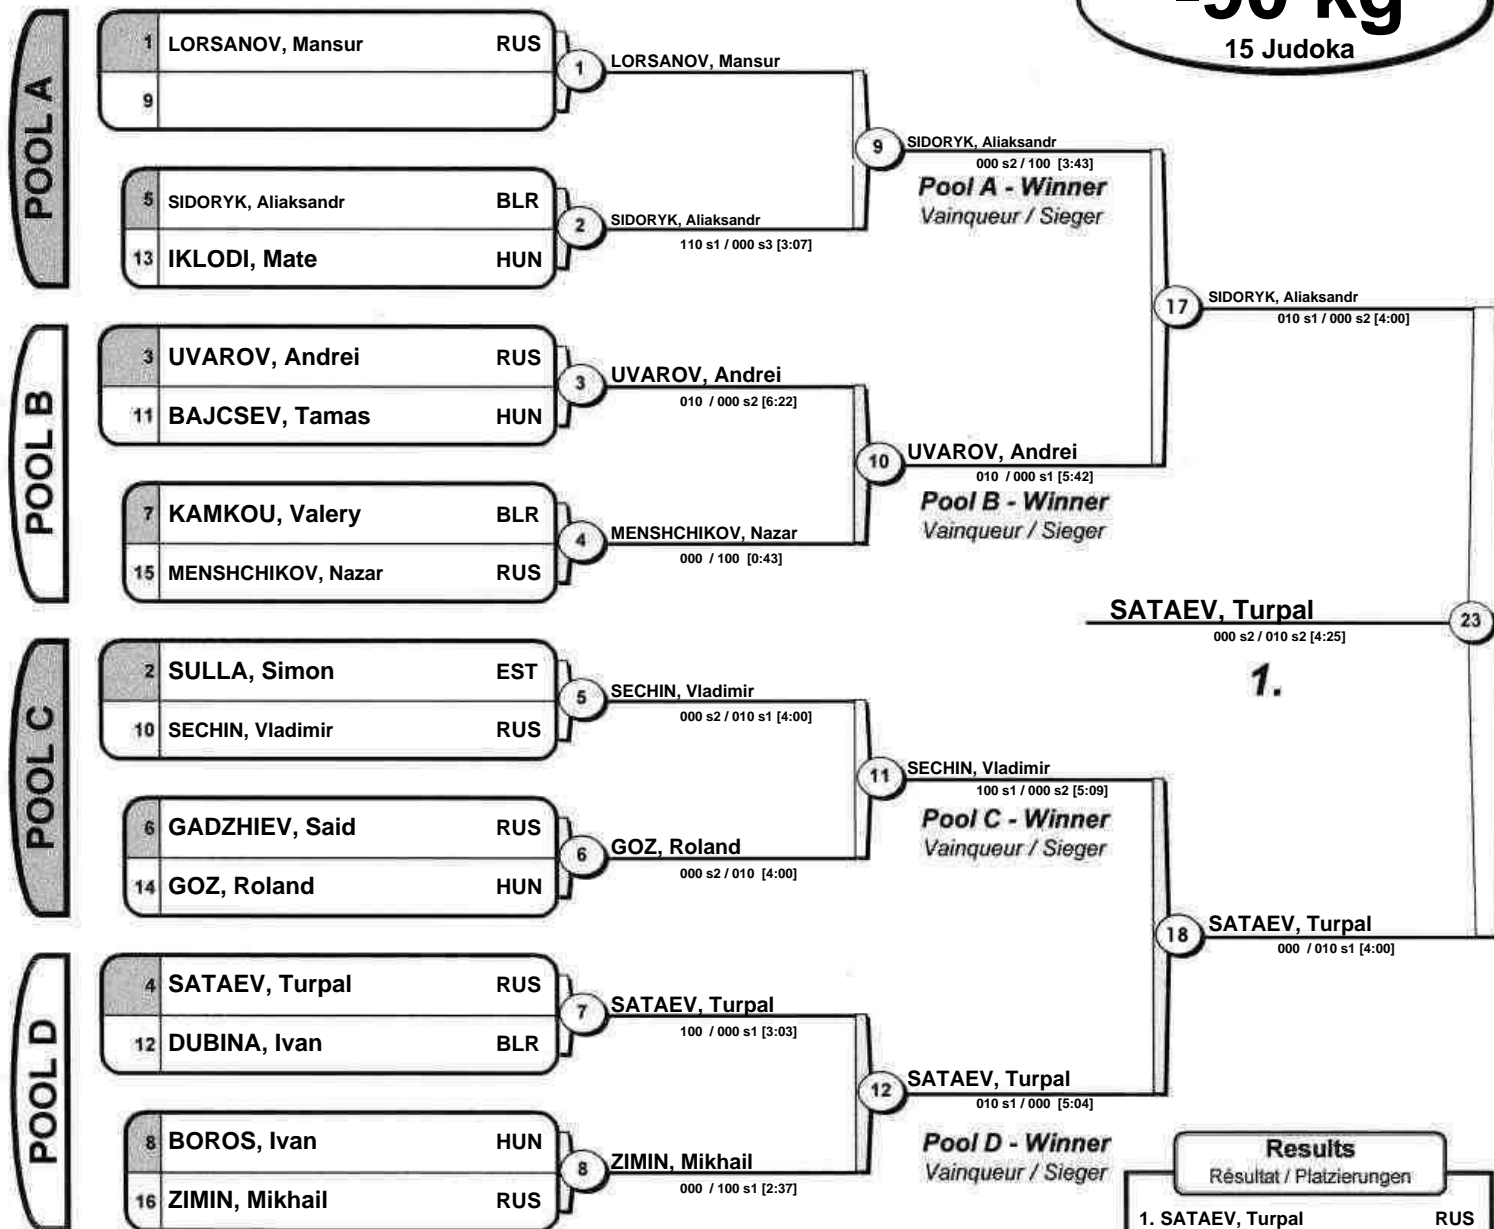 -90 kg
15 Judoka
POOL A
1 LORSANOV, Mansur RUS
9
1 LORSANOV, Mansur
5 SIDORYK, Aliaksandr BLR
13 IKLODI, Mate HUN
2 SIDORYK, Aliaksandr
110 s1 / 000 s3 [3:07]
9 SIDORYK, Aliaksandr
000 s2 / 100 [3:43]
Pool A - Winner
Vainqueur / Sieger
POOL B
3 UVAROV, Andrei RUS
11 BAJCSEV, Tamas HUN
3 UVAROV, Andrei
010 / 000 s2 [6:22]
7 KAMKOU, Valery BLR
15 MENSHCHIKOV, Nazar RUS
4 MENSHCHIKOV, Nazar
000 / 100 [0:43]
10 UVAROV, Andrei
010 / 000 s1 [5:42]
Pool B - Winner
Vainqueur / Sieger
17 SIDORYK, Aliaksandr
010 s1 / 000 s2 [4:00]
SATAEV, Turpal 23
000 s2 / 010 s2 [4:25]
1.
POOL C
2 SULLA, Simon EST
10 SECHIN, Vladimir RUS
5 SECHIN, Vladimir
000 s2 / 010 s1 [4:00]
6 GADZHIEV, Said RUS
14 GOZ, Roland HUN
6 GOZ, Roland
000 s2 / 010 [4:00]
11 SECHIN, Vladimir
100 s1 / 000 s2 [5:09]
Pool C - Winner
Vainqueur / Sieger
18 SATAEV, Turpal
000 / 010 s1 [4:00]
POOL D
4 SATAEV, Turpal RUS
12 DUBINA, Ivan BLR
7 SATAEV, Turpal
100 / 000 s1 [3:03]
8 BOROS, Ivan HUN
16 ZIMIN, Mikhail RUS
8 ZIMIN, Mikhail
000 / 100 s1 [2:37]
12 SATAEV, Turpal
010 s1 / 000 [5:04]
Pool D - Winner
Vainqueur / Sieger
Results
Résultat / Platzierungen
1. SATAEV, Turpal RUS